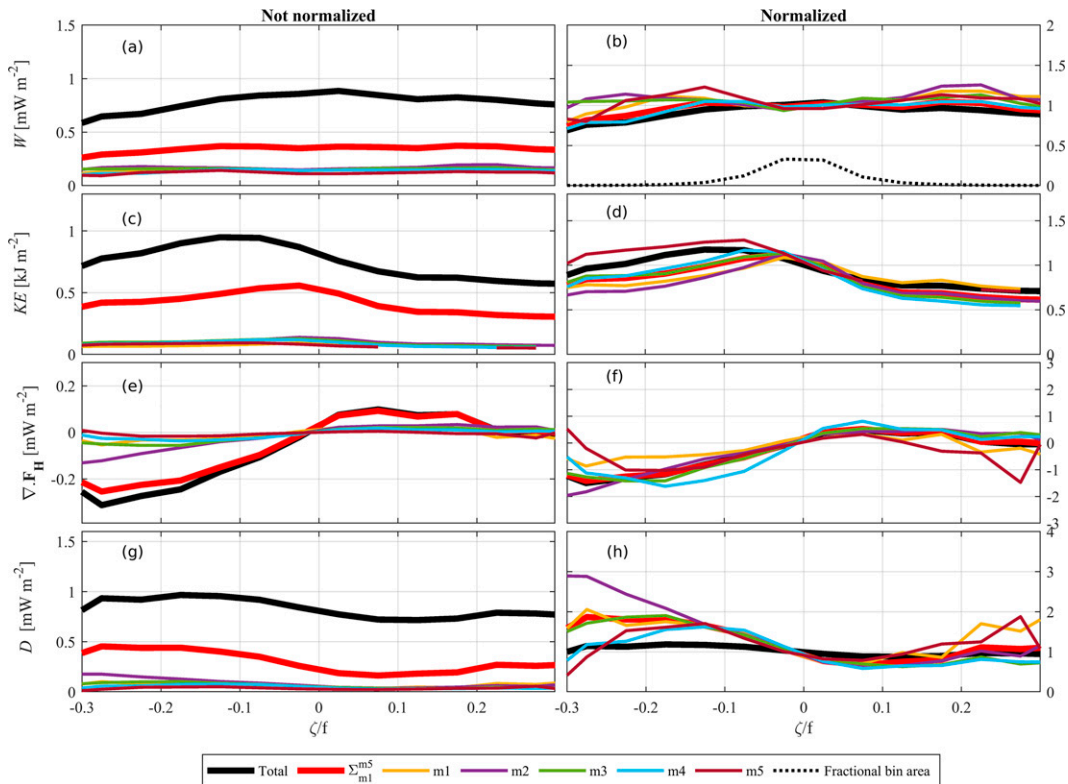 Not normalized
Normalized
(a)
W [mW m⁻²]
1.5
1
0.5
0
(b)
2
1.5
1
0.5
0
(c)
KE [kJ m⁻²]
1
0.5
0
(d)
1.5
1
0.5
0
(e)
∇.F_H [mW m⁻²]
0.2
0
-0.2
(f)
3
2
1
0
-1
-2
-3
(g)
D [mW m⁻²]
1.5
1
0.5
0
(h)
4
3
2
1
0
-0.3 -0.2 -0.1 0 0.1 0.2
-0.3 -0.2 -0.1 0 0.1 0.2 0.3
ζ/f
ζ/f
Total Σ_m1^m5 m1 m2 m3 m4 m5 Fractional bin area